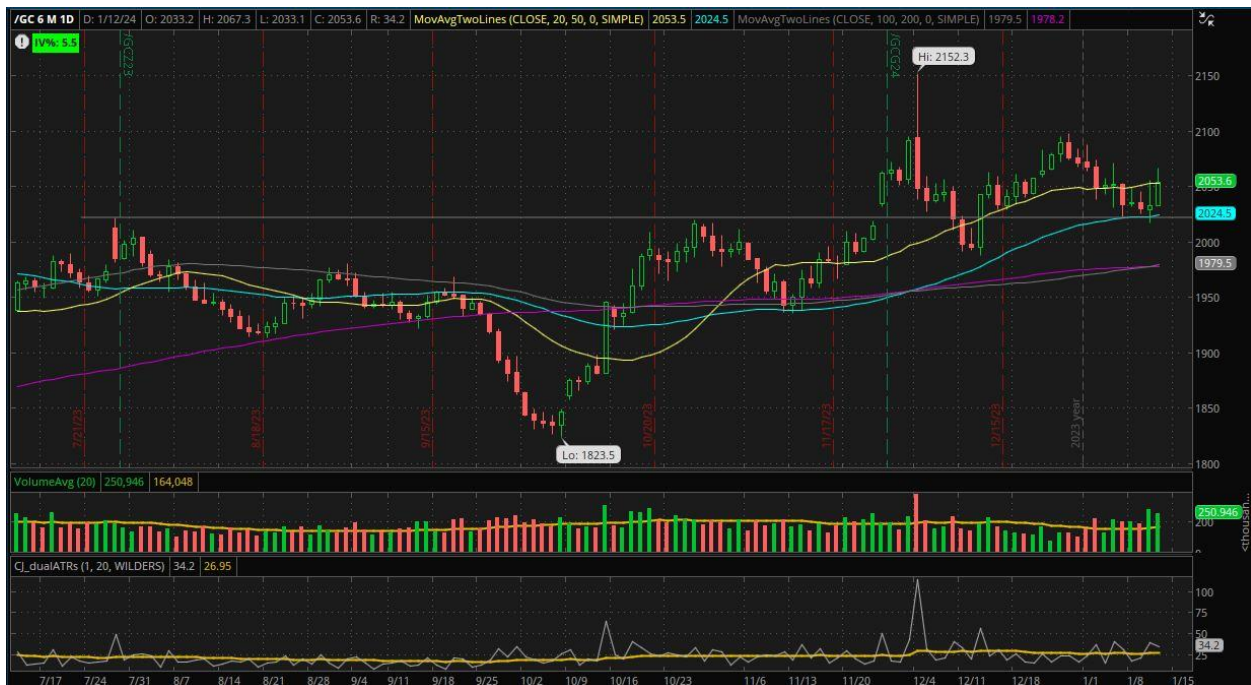 /GC 6 M 1D D: 1/12/24 O: 2033.2 H: 2067.3 L: 2033.1 C: 2053.6 R: 34.2 MovAvgTwoLines (CLOSE, 20, 50, 0, SIMPLE) 2053.5 2024.5 MovAvgTwoLines (CLOSE, 100, 200, 0, SIMPLE) 1979.5 1978.2
IV%: 5.5
/GCZ23
/GCG24
Hi: 2152.3
2150
2100
2053.6
2050
2024.5
2000
1979.5
1950
1900
1850
1800
7/21/23
8/18/23
9/15/23
10/20/23
11/17/23
12/15/23
2023 year
Lo: 1823.5
VolumeAvg (20) 250,946 164,048
250.946
200
0
<thousan...
CJ_dualATRs (1, 20, WILDERS) 34.2 26.95
100
75
50
34.2
25
7/17 7/24 7/31 8/7 8/14 8/21 8/28 9/4 9/11 9/18 9/25 10/2 10/9 10/16 10/23 11/6 11/13 11/20 12/4 12/11 12/18 1/1 1/8 1/15